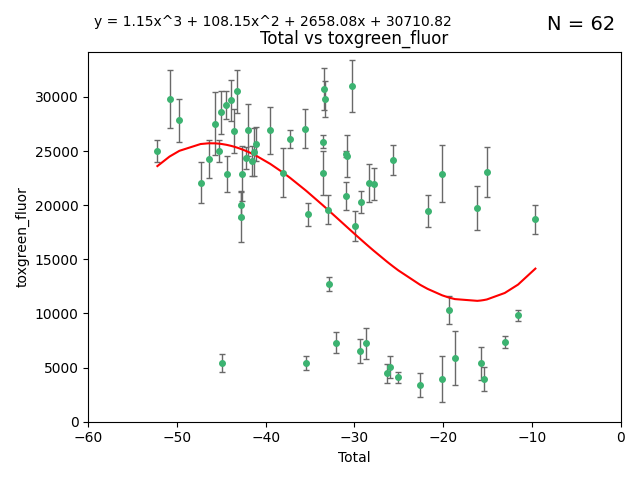 y = 1.15x^3 + 108.15x^2 + 2658.08x + 30710.82
N = 62
Total vs toxgreen_fluor
toxgreen_fluor
30000
25000
20000
15000
10000
5000
0
−60 −50 −40 −30 −20 −10 0
Total